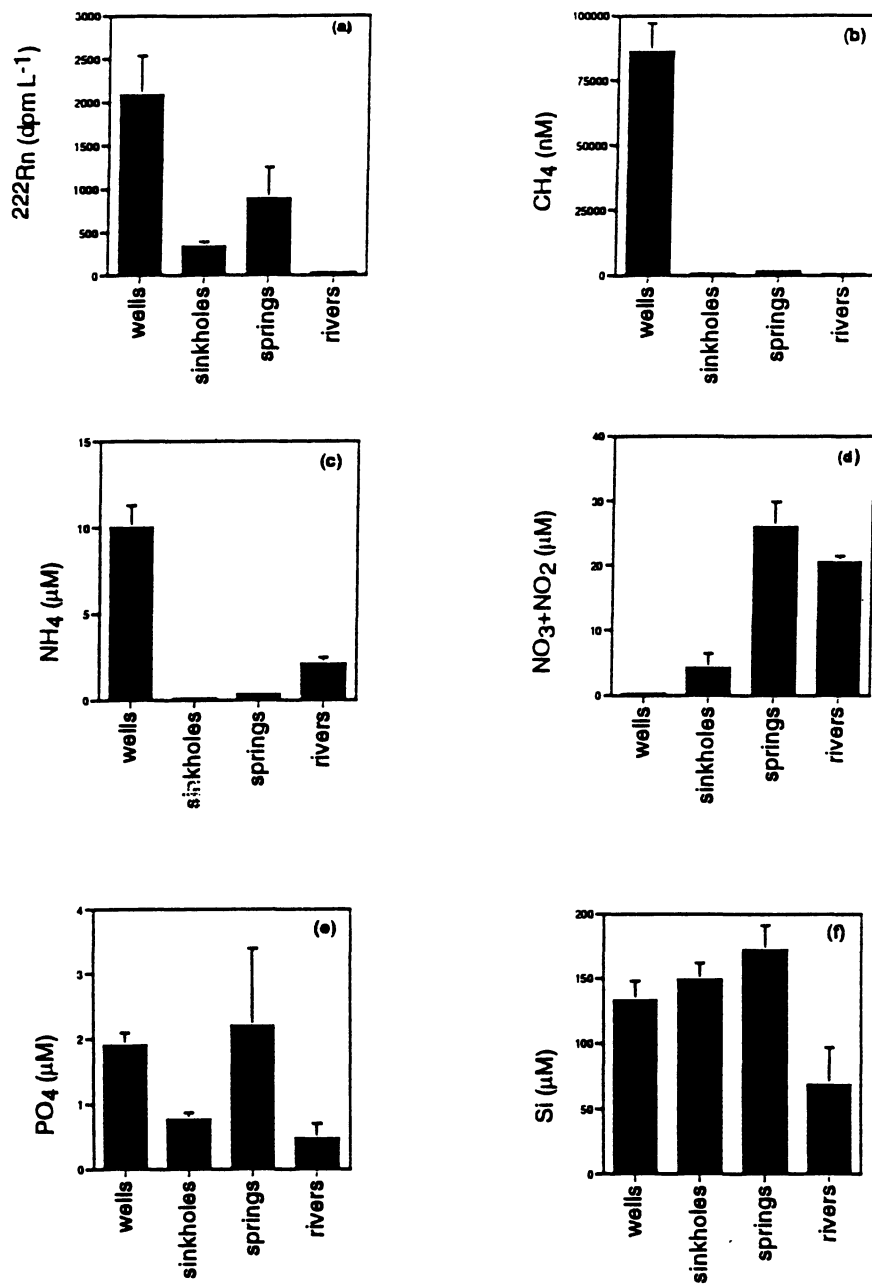 (a)
222Rn (dpm L-1)
3000
2500
2000
1500
1000
500
0
wells
sinkholes
springs
rivers
(b)
CH4 (nM)
100000
75000
50000
25000
0
wells
sinkholes
springs
rivers
(c)
NH4 (μM)
15
10
5
0
wells
sinkholes
springs
rivers
(d)
NO3+NO2 (μM)
40
30
20
10
0
wells
sinkholes
springs
rivers
(e)
PO4 (μM)
4
3
2
1
0
wells
sinkholes
springs
rivers
(f)
Si (μM)
200
150
100
50
0
wells
sinkholes
springs
rivers